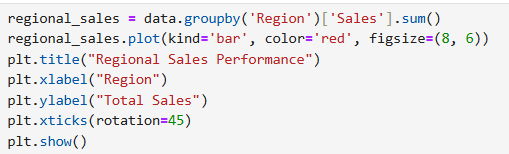 regional_sales = data.groupby('Region')['Sales'].sum()
regional_sales.plot(kind='bar', color='red', figsize=(8, 6))
plt.title("Regional Sales Performance")
plt.xlabel("Region")
plt.ylabel("Total Sales")
plt.xticks(rotation=45)
plt.show()